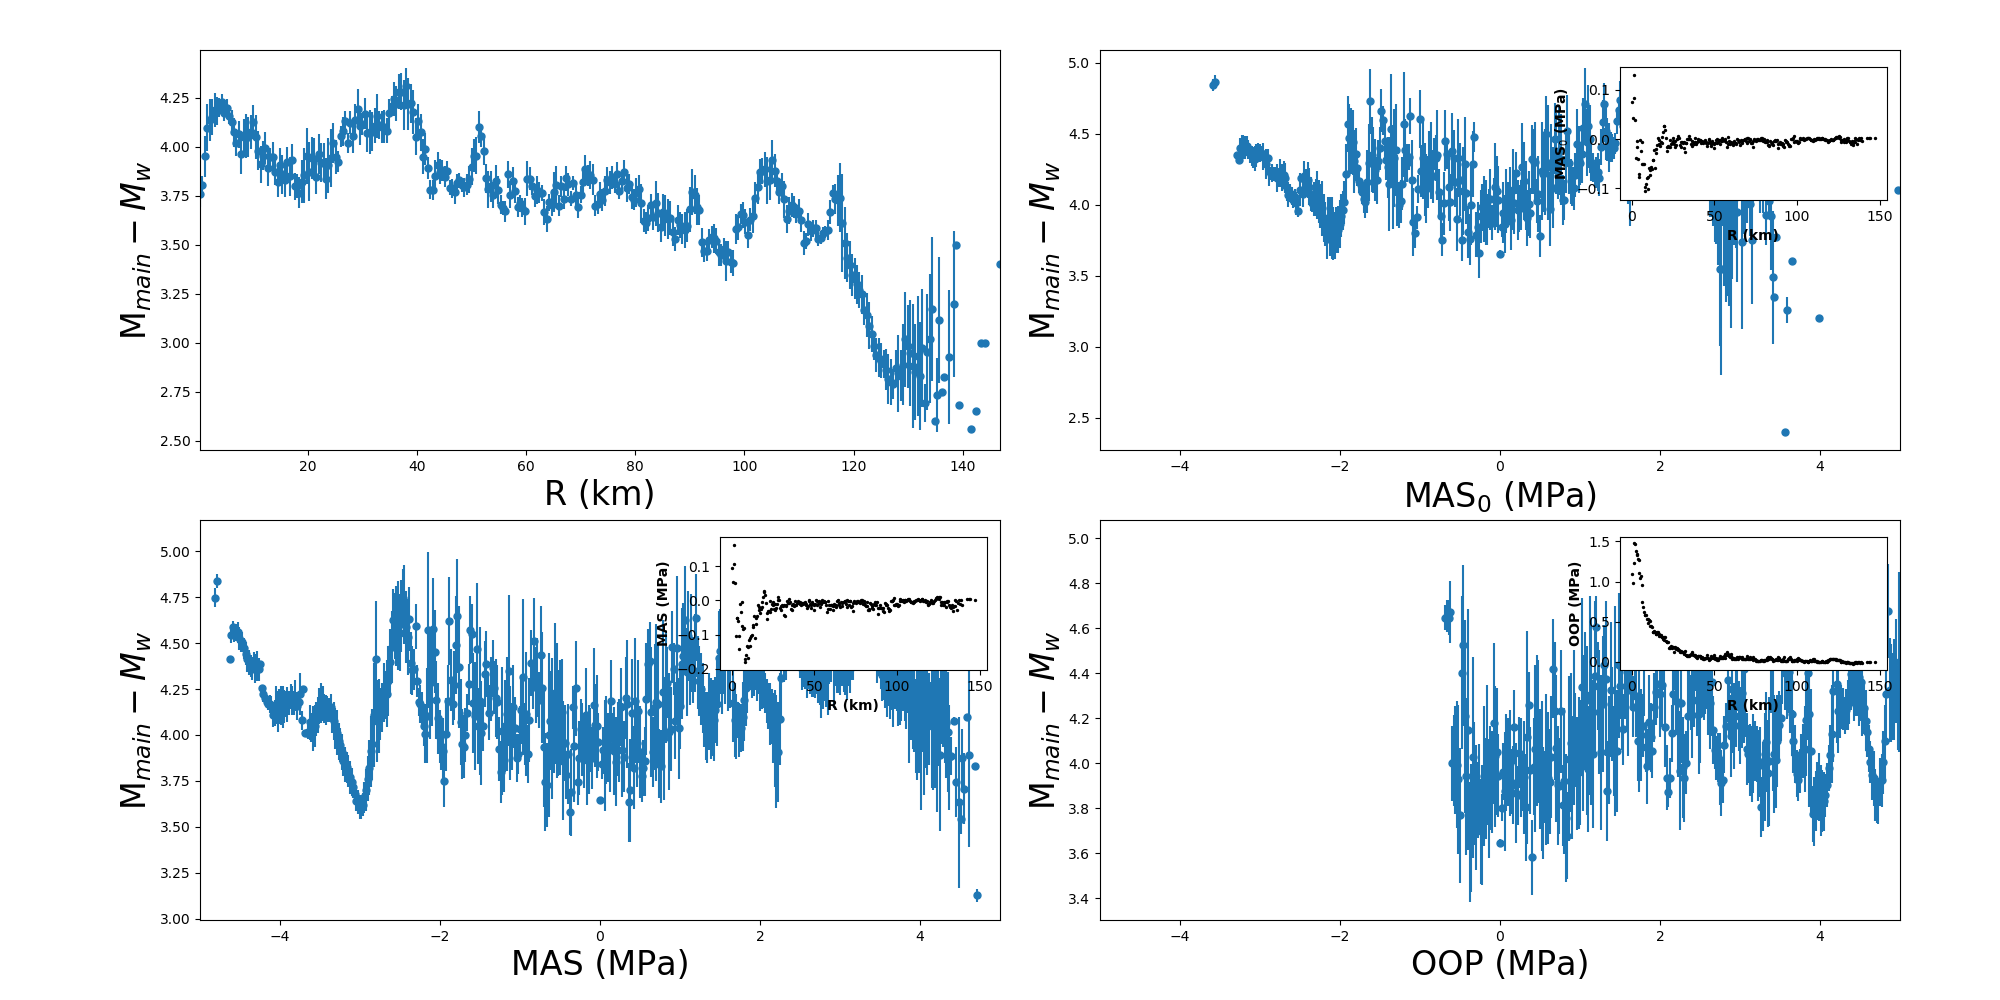 M_main − M_w
4.25
4.00
3.75
3.50
3.25
3.00
2.75
2.50
20 40 60 80 100 120 140
R (km)
M_main − M_w
5.0
4.5
4.0
3.5
3.0
2.5
−4 −2 0 2 4
MAS₀ (MPa)
MAS₀ (MPa)
0.1
0.0
−0.1
0 50 100 150
R (km)
M_main − M_w
5.00
4.75
4.50
4.25
4.00
3.75
3.50
3.25
3.00
−4 −2 0 2 4
MAS (MPa)
MAS (MPa)
0.1
0.0
−0.1
−0.2
0 50 100 150
R (km)
M_main − M_w
5.0
4.8
4.6
4.4
4.2
4.0
3.8
3.6
3.4
−4 −2 0 2 4
OOP (MPa)
OOP (MPa)
1.5
1.0
0.5
0.0
0 50 100 150
R (km)